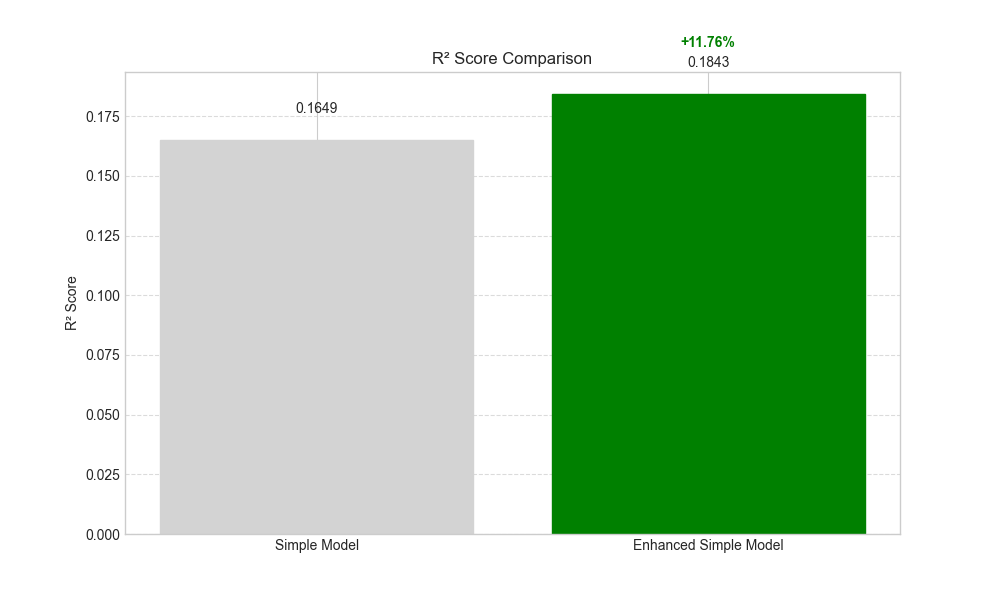 +11.76%
R² Score Comparison
0.1843
0.1649
0.175
0.150
0.125
0.100
0.075
0.050
0.025
0.000
R² Score
Simple Model
Enhanced Simple Model